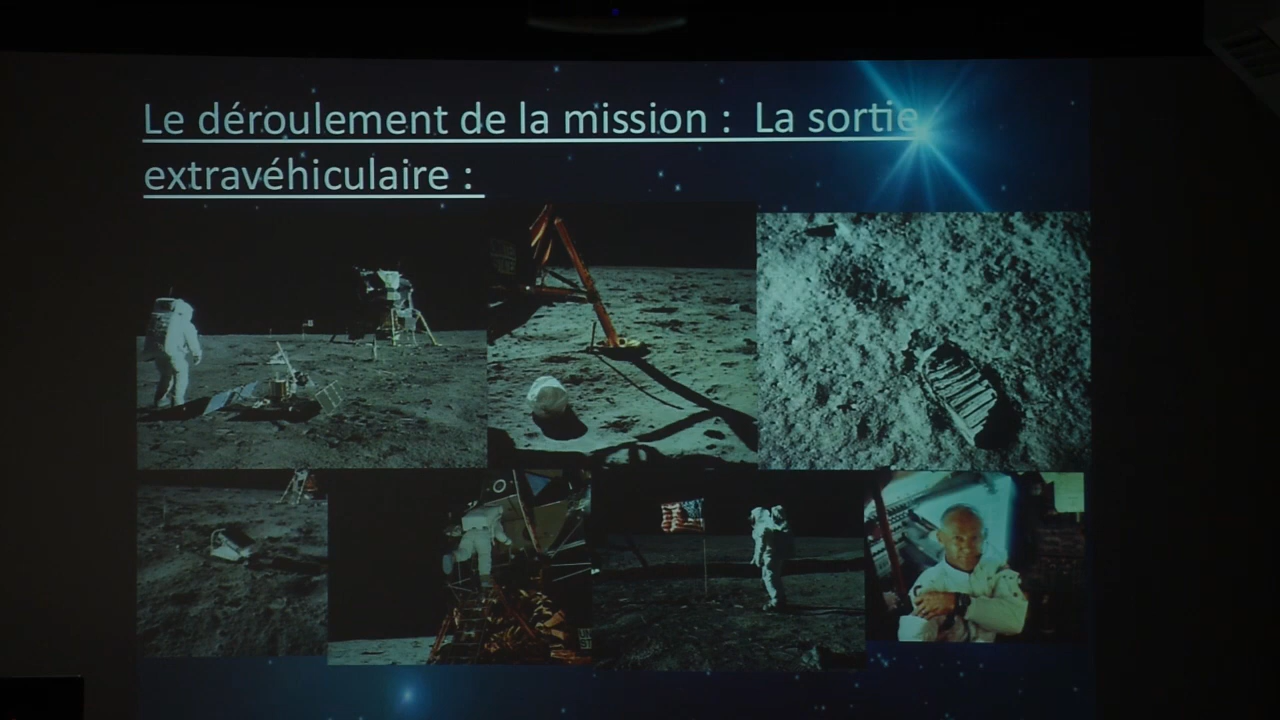 Le déroulement de la mission :  La sortie
extravéhiculaire :